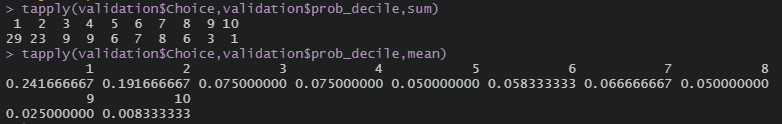 > tapply(validation$Choice,validation$prob_decile,sum)
1 2 3 4 5 6 7 8 9 10
29 23 9 9 6 7 8 6 3 1
> tapply(validation$Choice,validation$prob_decile,mean)
1 2 3 4 5 6 7 8
0.241666667 0.191666667 0.075000000 0.075000000 0.050000000 0.058333333 0.066666667 0.050000000
9 10
0.025000000 0.008333333